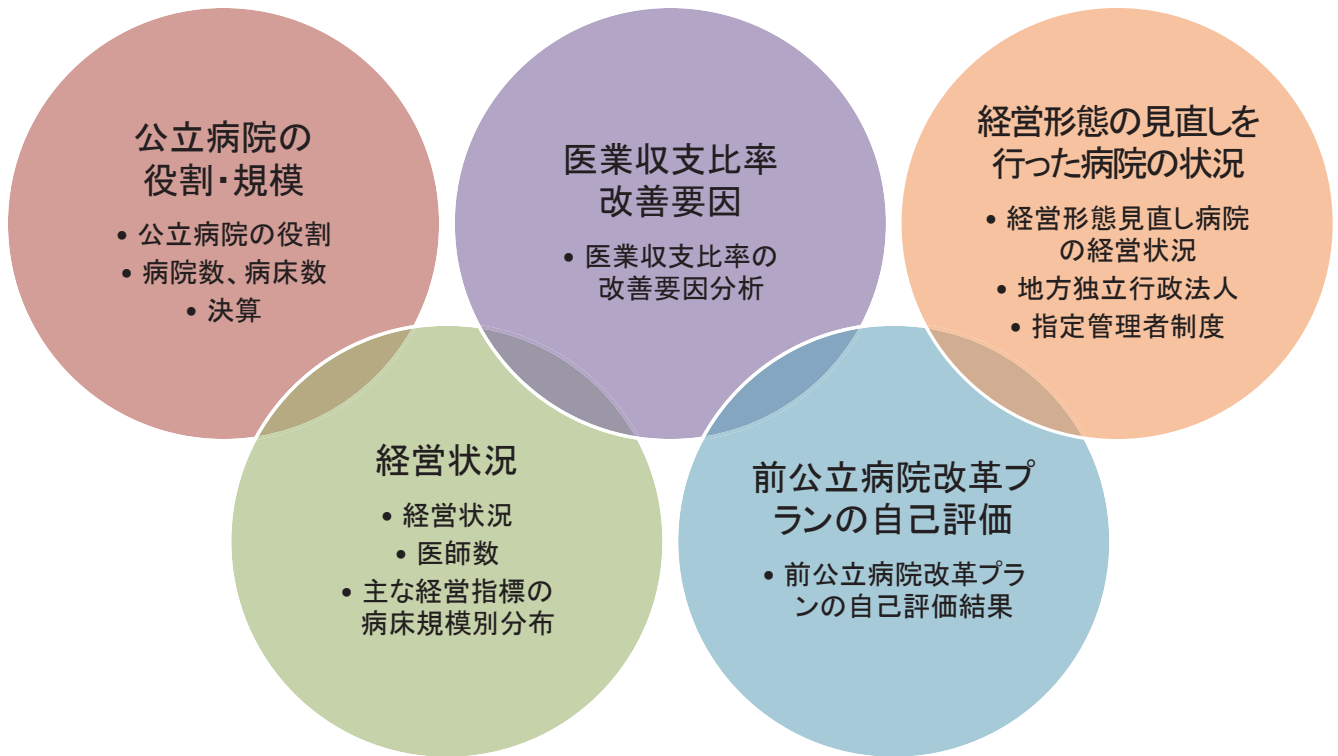 公立病院の
役割・規模
• 公立病院の役割
• 病院数、病床数
• 決算
医業収支比率
改善要因
• 医業収支比率の
改善要因分析
経営形態の見直しを
行った病院の状況
• 経営形態見直し病院
の経営状況
• 地方独立行政法人
• 指定管理者制度
経営状況
• 経営状況
• 医師数
• 主な経営指標の
病床規模別分布
前公立病院改革プ
ランの自己評価
• 前公立病院改革プラ
ンの自己評価結果